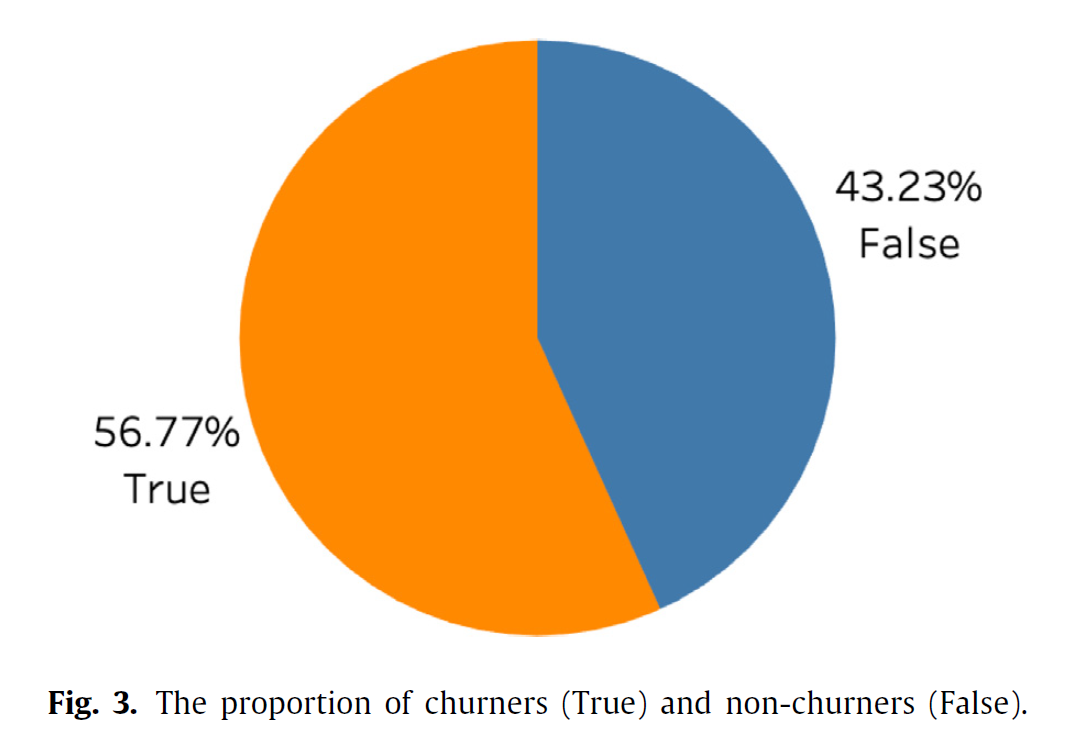 43.23%
False
56.77%
True
Fig. 3. The proportion of churners (True) and non-churners (False).